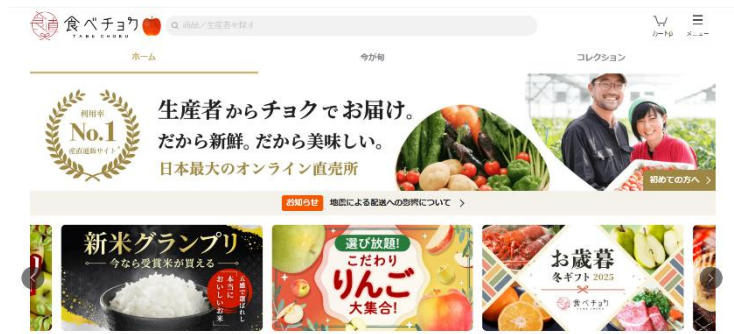 食べチョク
TABE CHOKU
商品／生産者を探す
カート
メニュー
ホーム
今が旬
コレクション
利用率
No.1
産直通販サイト
生産者からチョクでお届け。
だから新鮮。だから美味しい。
日本最大のオンライン直売所
初めての方へ
お知らせ
地震による配送への影響について
新米グランプリ
今なら受賞米が買える
五感で選ばれし
本当に
おいしいお米
選び放題!
こだわり
りんご
大集合!
お歳暮
冬ギフト2025
食べチョク